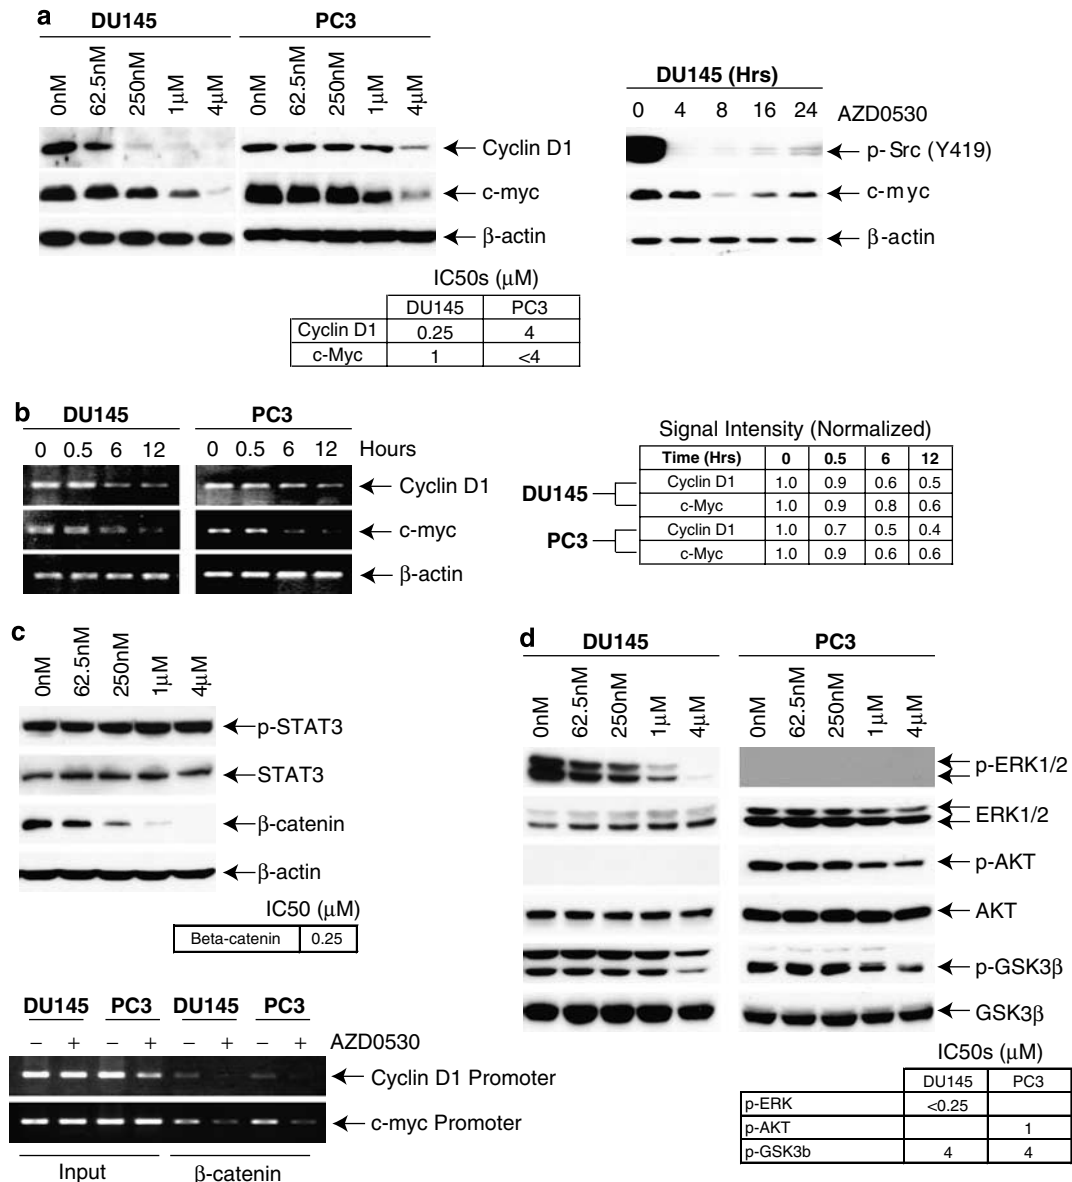 a
DU145 PC3
0nM 62.5nM 250nM 1μM 4μM 0nM 62.5nM 250nM 1μM 4μM
Cyclin D1
c-myc
β-actin
DU145 (Hrs)
0 4 8 16 24 AZD0530
p-Src (Y419)
c-myc
β-actin
IC50s (μM)
DU145 PC3
Cyclin D1 0.25 4
c-Myc 1 <4
b
DU145 PC3
0 0.5 6 12 0 0.5 6 12 Hours
Cyclin D1
c-myc
β-actin
Signal Intensity (Normalized)
Time (Hrs) 0 0.5 6 12
DU145
Cyclin D1 1.0 0.9 0.6 0.5
c-Myc 1.0 0.9 0.8 0.6
PC3
Cyclin D1 1.0 0.7 0.5 0.4
c-Myc 1.0 0.9 0.6 0.6
c
0nM 62.5nM 250nM 1μM 4μM
p-STAT3
STAT3
β-catenin
β-actin
IC50 (μM)
Beta-catenin 0.25
DU145 PC3 DU145 PC3
– + – + – + – + AZD0530
Cyclin D1 Promoter
c-myc Promoter
Input β-catenin
d
DU145 PC3
0nM 62.5nM 250nM 1μM 4μM 0nM 62.5nM 250nM 1μM 4μM
p-ERK1/2
ERK1/2
p-AKT
AKT
p-GSK3β
GSK3β
IC50s (μM)
DU145 PC3
p-ERK <0.25
p-AKT 1
p-GSK3b 4 4